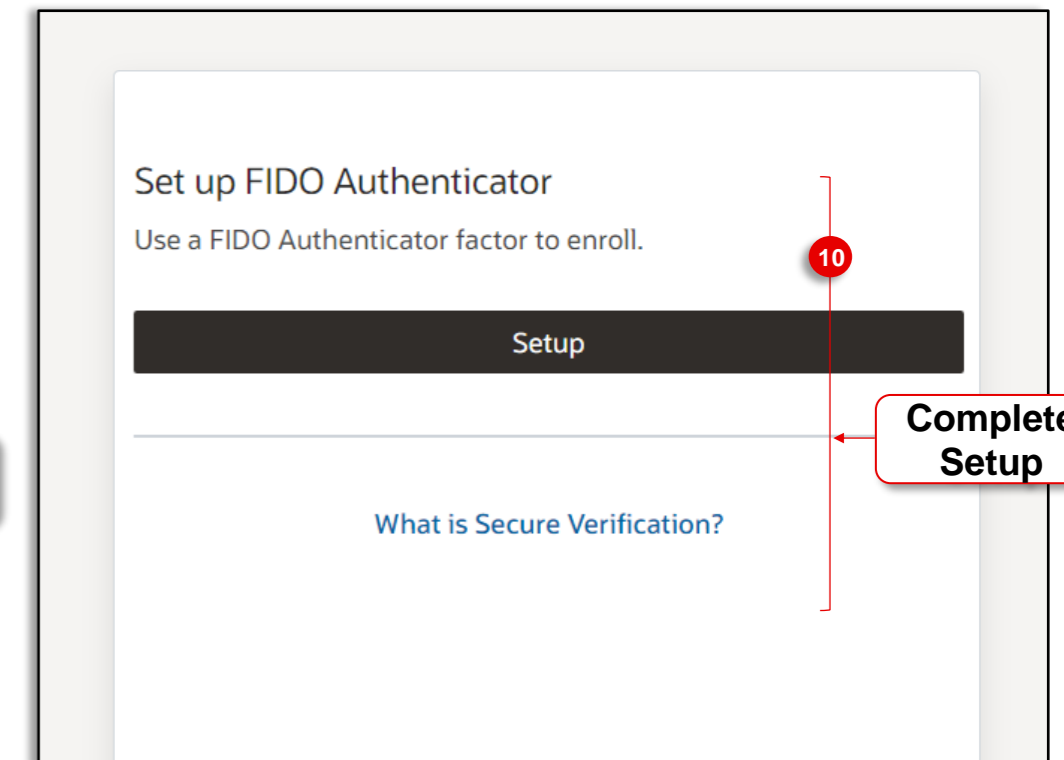 Set up FIDO Authenticator
Use a FIDO Authenticator factor to enroll.
10
Setup
Complete
Setup
What is Secure Verification?